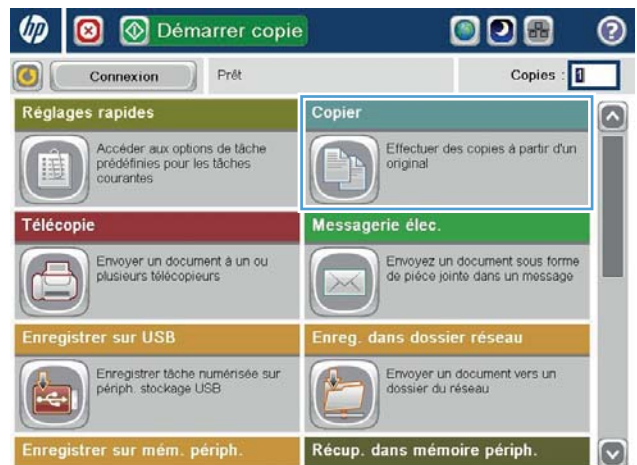 hp
Démarrer copie
?
Connexion
Prêt
Copies : 1
Réglages rapides
Accéder aux options de tâche
prédéfinies pour les tâches
courantes
Copier
Effectuer des copies à partir d'un
original
Télécopie
Envoyer un document à un ou
plusieurs télécopieurs
Messagerie élec.
Envoyez un document sous forme
de pièce jointe dans un message
Enregistrer sur USB
Enregistrer tâche numérisée sur
périph. stockage USB
Enreg. dans dossier réseau
Envoyer un document vers un
dossier du réseau
Enregistrer sur mém. périph.
Récup. dans mémoire périph.